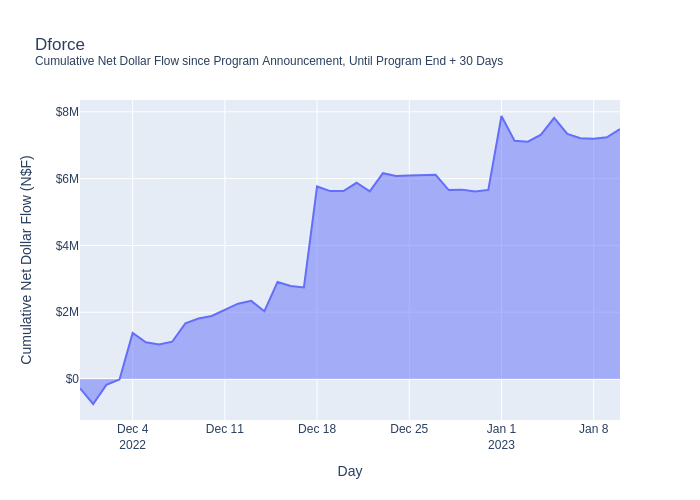 Dforce
Cumulative Net Dollar Flow since Program Announcement, Until Program End + 30 Days
Cumulative Net Dollar Flow (N$F)
$8M
$6M
$4M
$2M
$0
Dec 4
2022
Dec 11
Dec 18
Dec 25
Jan 1
2023
Jan 8
Day